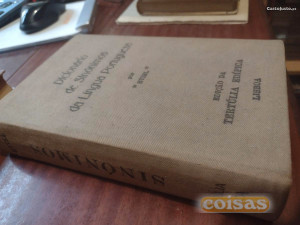 Dicionário
de Sinónimos
da Língua Portuguesa
EDIÇÃO DA
TERTÚLIA EDÍPICA
LISBOA
SINÓNIMOS
coisas